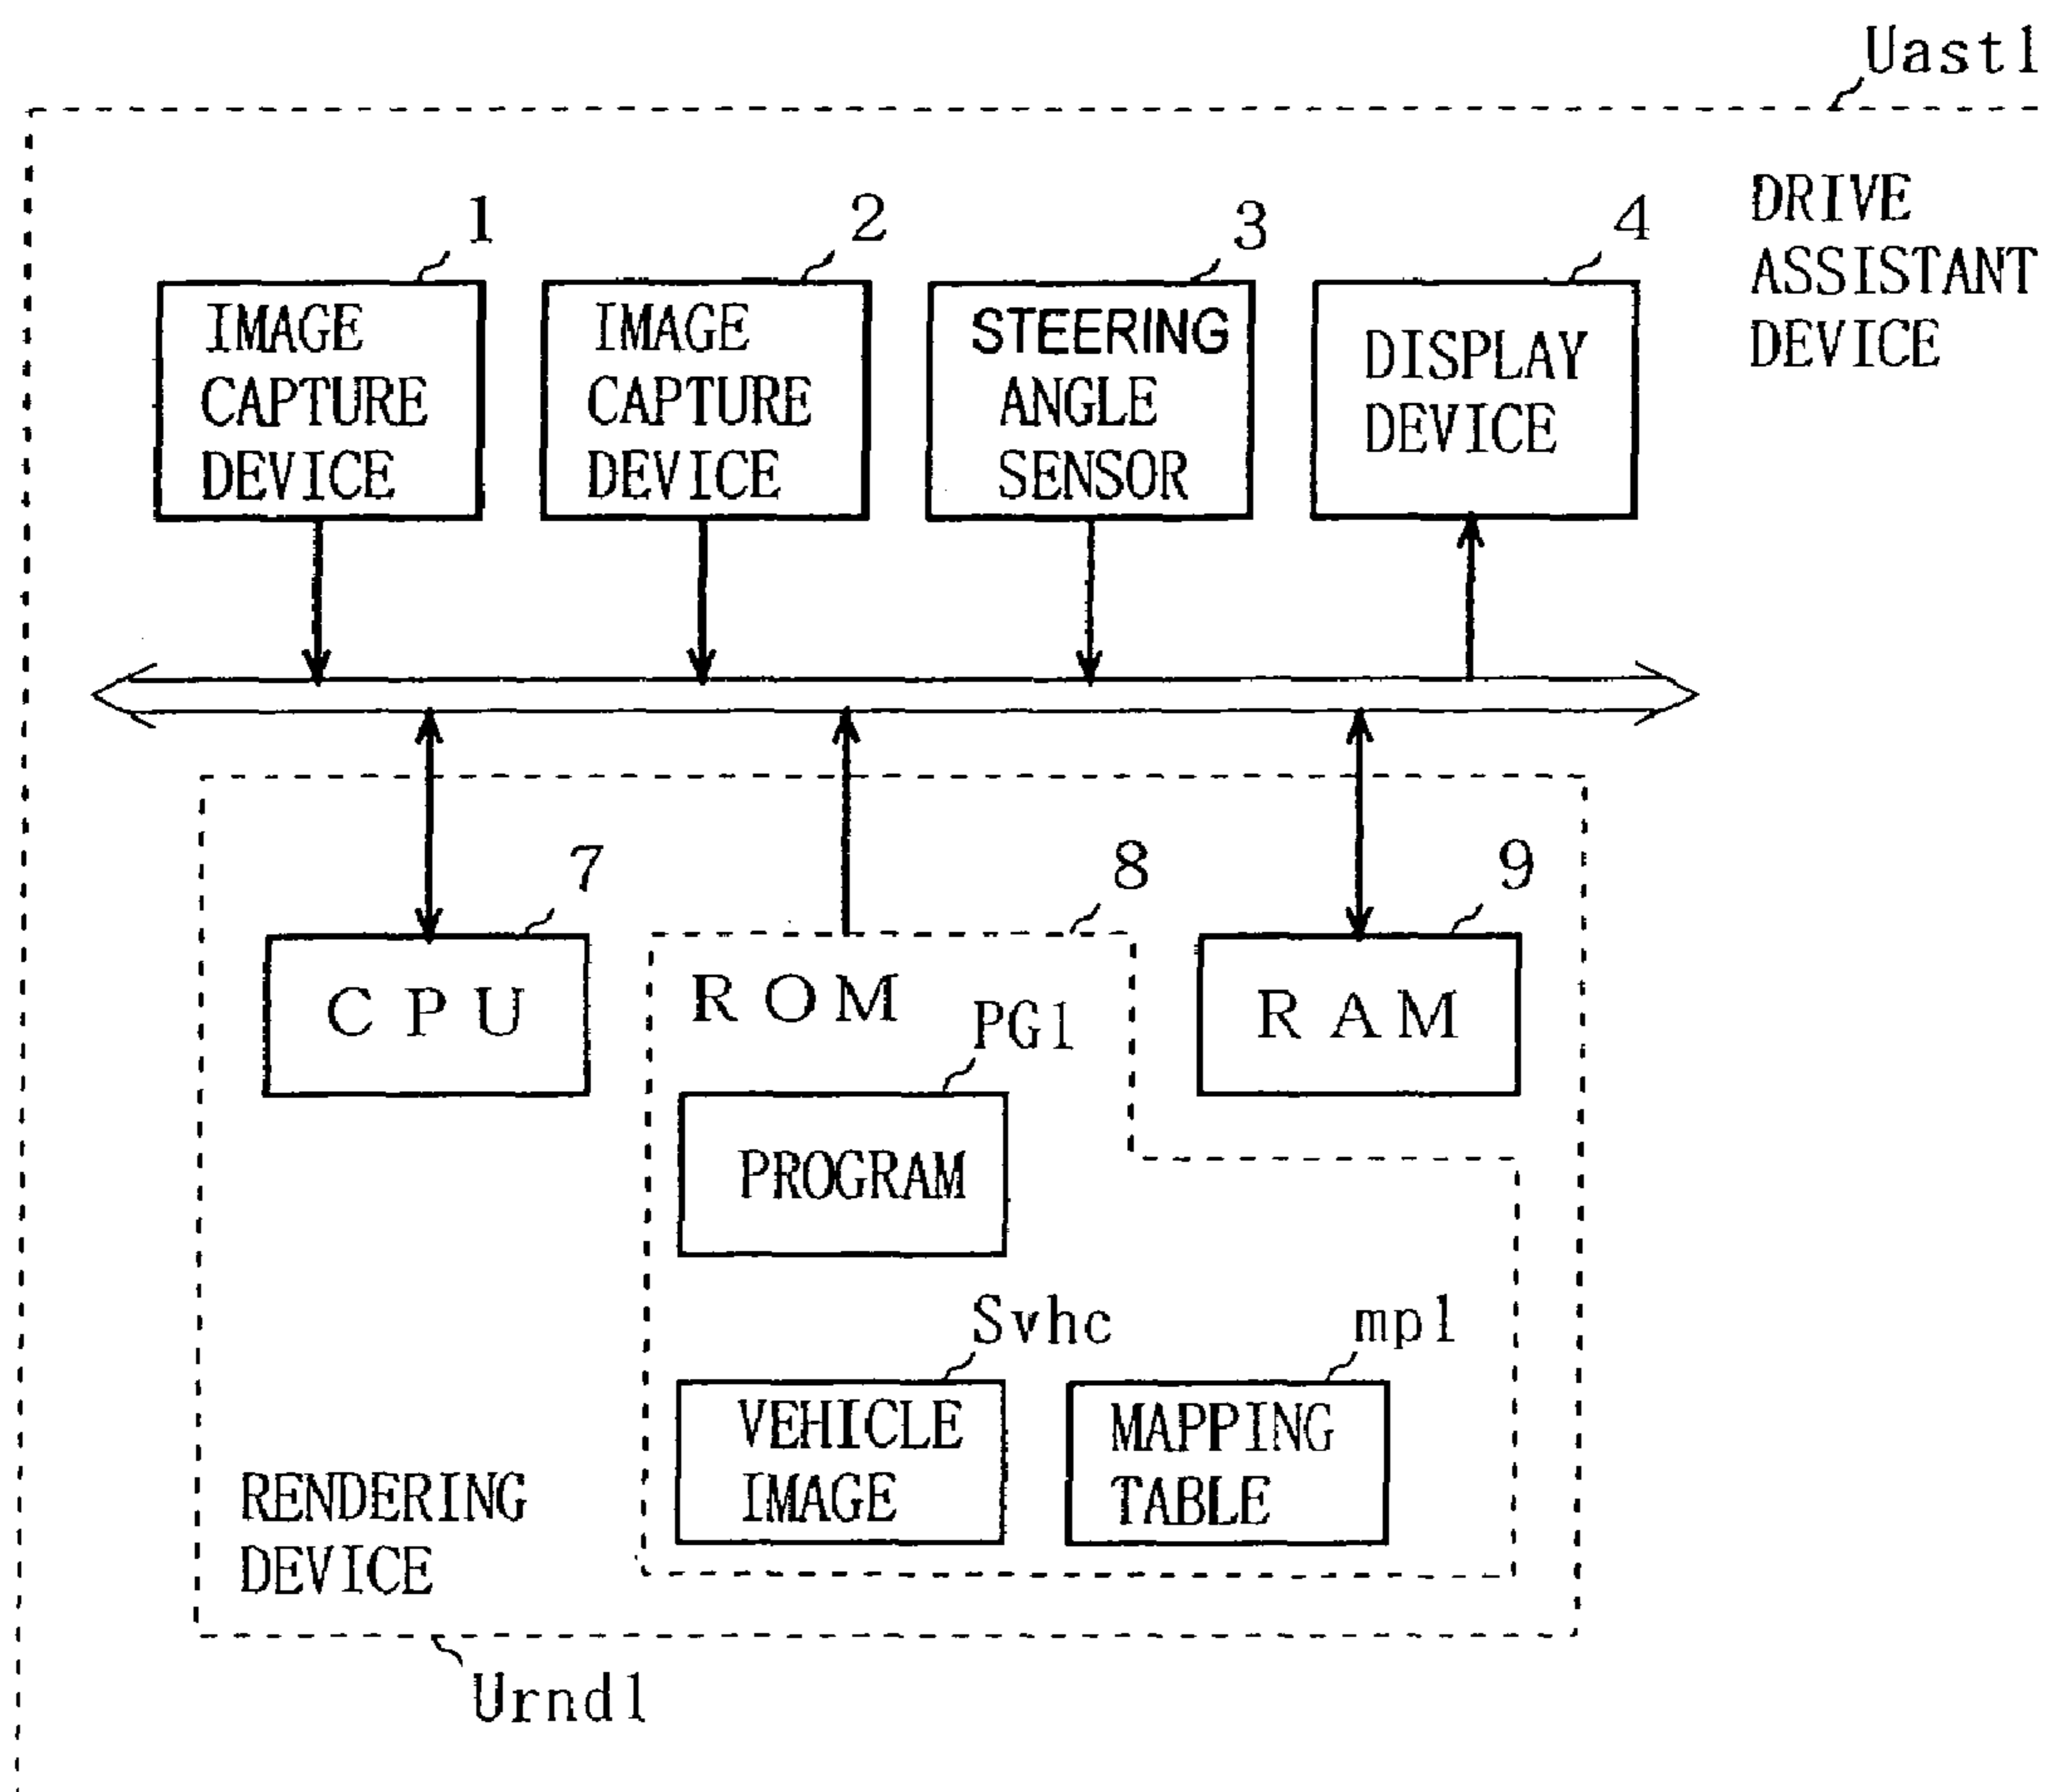 Uast1
DRIVE
ASSISTANT
DEVICE
1
2
3
4
IMAGE
CAPTURE
DEVICE
IMAGE
CAPTURE
DEVICE
STEERING
ANGLE
SENSOR
DISPLAY
DEVICE
7
8
9
CPU
ROM
RAM
PG1
PROGRAM
Svhc
mp1
VEHICLE
IMAGE
MAPPING
TABLE
RENDERING
DEVICE
Urnd1